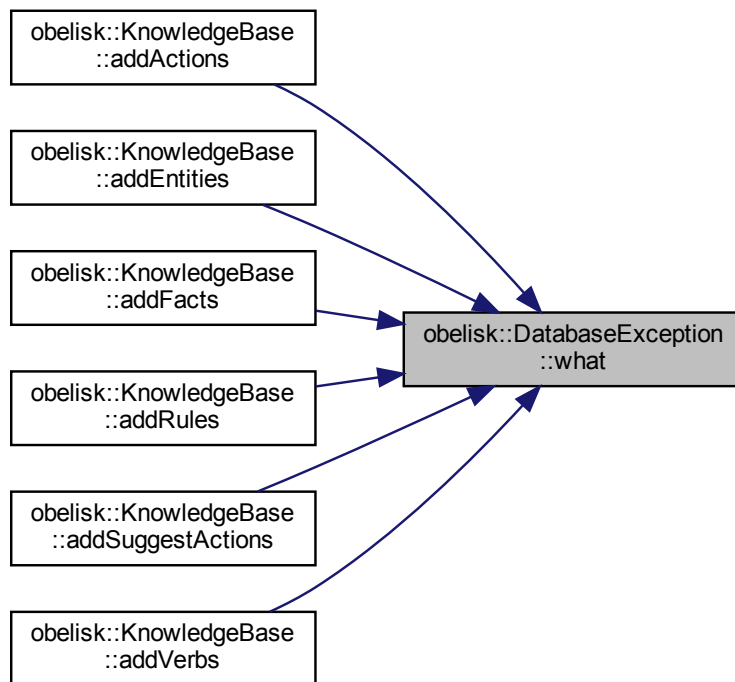 obelisk::KnowledgeBase
::addActions
obelisk::KnowledgeBase
::addEntities
obelisk::KnowledgeBase
::addFacts
obelisk::DatabaseException
::what
obelisk::KnowledgeBase
::addRules
obelisk::KnowledgeBase
::addSuggestActions
obelisk::KnowledgeBase
::addVerbs